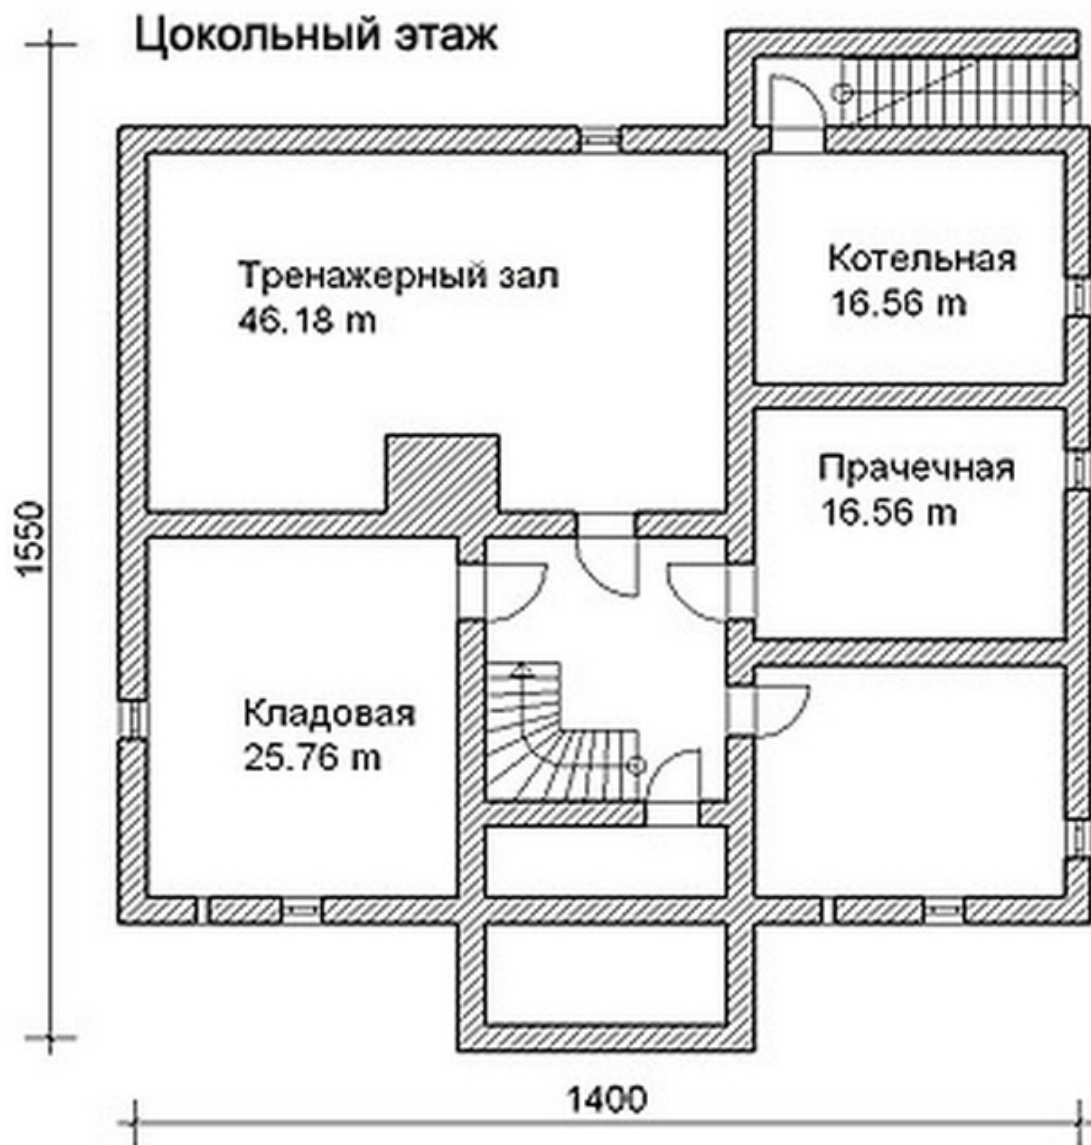 Цокольный этаж
Тренажерный зал
46.18 m
Котельная
16.56 m
Прачечная
16.56 m
1550
Кладовая
25.76 m
1400